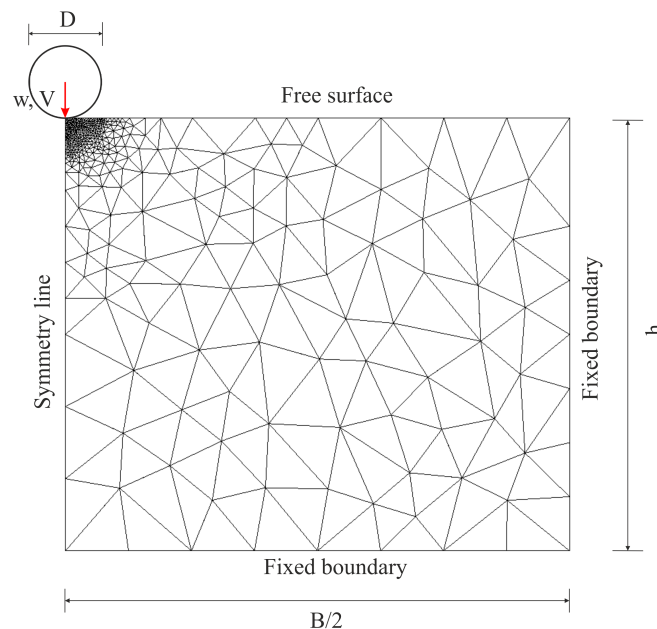 D
w, V
Free surface
Symmetry line
Fixed boundary
Fixed boundary
B/2